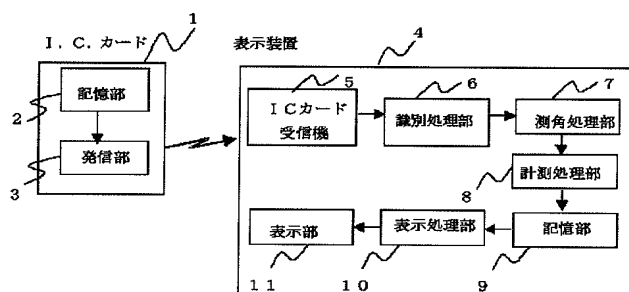 1
I．C．カード
表示装置
4
記憶部
2
発信部
3
5
6
7
ＩＣカード
受信機
識別処理部
測角処理部
計測処理部
8
表示部
表示処理部
記憶部
11
10
9